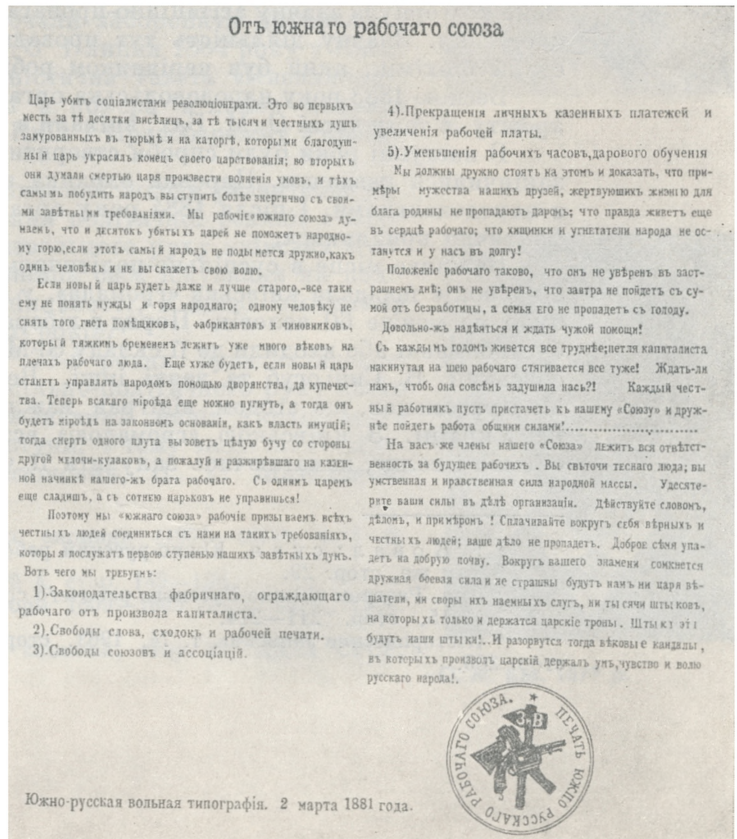 Отъ южнаго рабочаго союза
Царь убитъ соціалистами революціонерами. Это во первыхъ
месть за тѣ десятки висѣлицъ, за тѣ тысячи честныхъ душъ
замурованныхъ въ тюрьмѣ и на каторгѣ, которыми благодуш-
ный царь украсилъ конецъ своего царствованія; во вторыхъ
они думали смертью царя произвести волненія умовъ, и тѣхъ
самымъ побудить народъ выступить болѣе энергично съ свои-
ми завѣтными требованіями. Мы рабочіе «южнаго союза» ду-
маемъ, что и десятокъ убитыхъ царей не поможетъ народно-
му горю,если этотъ самый народъ не подымется дружно,какъ
одинъ человѣкъ и не выскажетъ свою волю.
Если новый царь будетъ даже и лучше старого,-все таки
ему не понять нужды и горя народнаго; одному человѣку не
снять того гнета помѣщиковъ, фабрикантовъ и чиновниковъ,
который тяжкимъ бременемъ лежитъ уже много вѣковъ на
плечахъ рабочаго люда. Еще хуже будетъ, если новый царь
станетъ управлять народомъ помощью дворянства, да купечес-
тва. Теперь всякаго міроѣда еще можно пугнуть, а тогда онъ
будетъ міроѣдъ на законномъ основаніи, какъ власть имущій;
тогда смерть одного плута вызоветъ цѣлую бучу со стороны
другой мелочи-кулаковъ, а пожалуй и разжирѣвшаго на казен-
ной начинкѣ нашего-жъ брата рабочаго. Съ однимъ царемъ
еще сладишъ, а съ сотнею царьковъ не управишься!
Поэтому мы «южнаго союза» рабочіе призываемъ всѣхъ
честныхъ людей соединиться съ нами на такихъ требованіяхъ,
которыя послужатъ первою ступенью нашихъ завѣтныхъ думъ.
Вотъ чего мы требуемъ:
1).Законодательства фабричнаго, ограждающаго
рабочаго отъ произвола капиталиста.
2).Свободы слова, сходокъ и рабочей печати.
3).Свободы союзовъ и ассоціацій.
4).Прекращенія личныхъ казенныхъ платежей и
увеличенія рабочей платы.
5).Уменьшенія рабочихъ часовъ,дарового обученія
Мы должны дружно стоять на этомъ и доказать, что при-
мѣры мужества нашихъ друзей, жертвующихъ жизнію для
блага родины не пропадаютъ даромъ; что правда живетъ еще
въ сердцѣ рабочаго; что хищники и угнетатели народа не ос-
танутся и у насъ въ долгу!
Положеніе рабочаго таково, что онъ не увѣренъ въ завт-
рашнемъ днѣ; онъ не увѣренъ, что завтра не пойдетъ съ су-
мой отъ безработицы, а семья его не пропадетъ съ голоду.
Довольно-жъ надѣяться и ждать чужой помощи!
Съ каждымъ годомъ живется все труднѣе;петля капиталиста
накинутая на шею рабочаго стягивается все туже! Ждать-ли
намъ, чтобъ она совсѣмъ задушила насъ?! Каждый чест-
ный работникъ пусть пристаетъ къ нашему «Союзу» и друж-
нѣе пойдетъ работа общими силами!
На васъ же члены нашего «Союза» лежитъ вся отвѣтст-
венность за будущее рабочихъ . Вы свѣточи теснаго люда; вы
умственная и нравственная сила народной массы. Удесяте-
ряте ваши силы въ дѣлѣ организаціи. Дѣйствуйте словомъ,
дѣломъ, и примѣромъ ! Сплачивайте вокругъ себя вѣрныхъ и
честныхъ людей; ваше дѣло не пропадетъ. Доброе сѣмя упа-
детъ на добрую почву. Вокругъ вашего знамени сомкнется
дружная боевая сила и не страшны будутъ намъ ни царя вѣ-
шатели, ни своры ихъ наемныхъ слугъ, ни тысячи штыковъ,
на которыхъ только и держатся царскіе троны. Штыки эти
будутъ наши штыки!..И разорвутся тогда вѣковые кандалы,
въ которыхъ произволъ царскій держалъ умъ,чувство и волю
русскаго народа!.
З и В
ПЕЧАТЬ ЮЖНО РУССКАГО РАБОЧАГО СОЮЗА.
Южно-русская вольная типографія. 2 марта 1881 года.